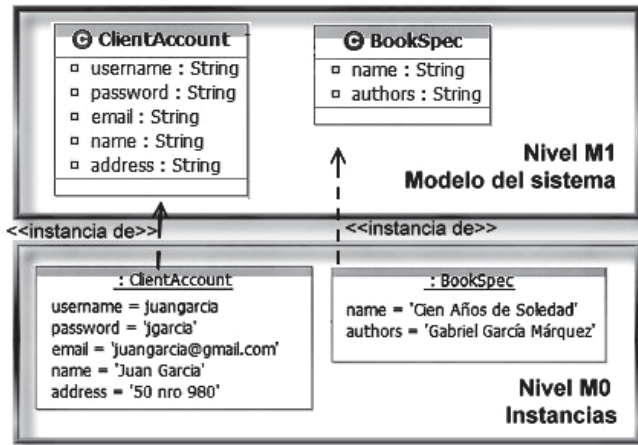 C ClientAccount
username : String
password : String
email : String
name : String
address : String
C BookSpec
name : String
authors : String
Nivel M1
Modelo del sistema
<<instancia de>>
<<instancia de>>
: ClientAccount
username = juangarcia
password = 'jgarcia'
email = 'juangarcia@gmail.com'
name = 'Juan Garcia'
address = '50 nro 980'
: BookSpec
name = 'Cien Años de Soledad'
authors = 'Gabriel García Márquez'
Nivel M0
Instancias